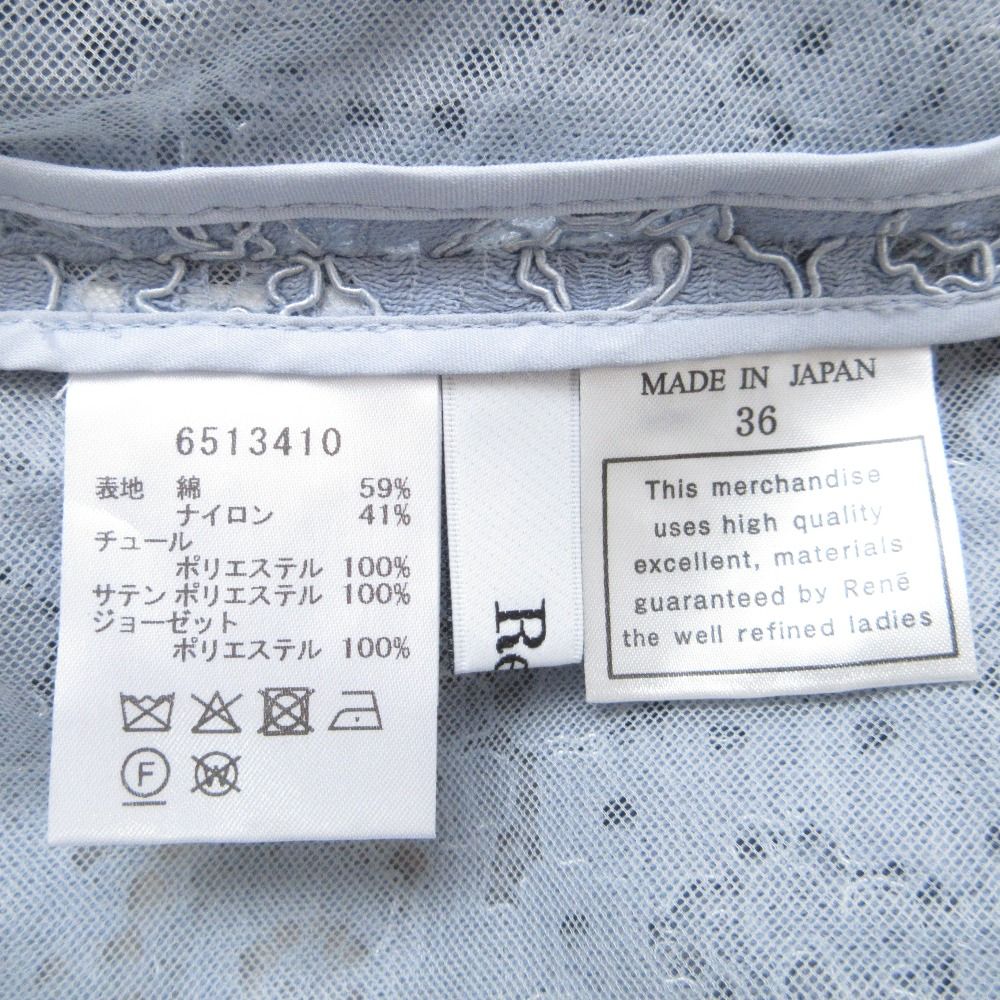 6513410
表地 綿 59%
ナイロン 41%
チュール
ポリエステル 100%
サテン ポリエステル 100%
ジョーゼット
ポリエステル 100%
F
W
Re
MADE IN JAPAN
36
This merchandise
uses high quality
excellent, materials
guaranteed by René
the well refined ladies